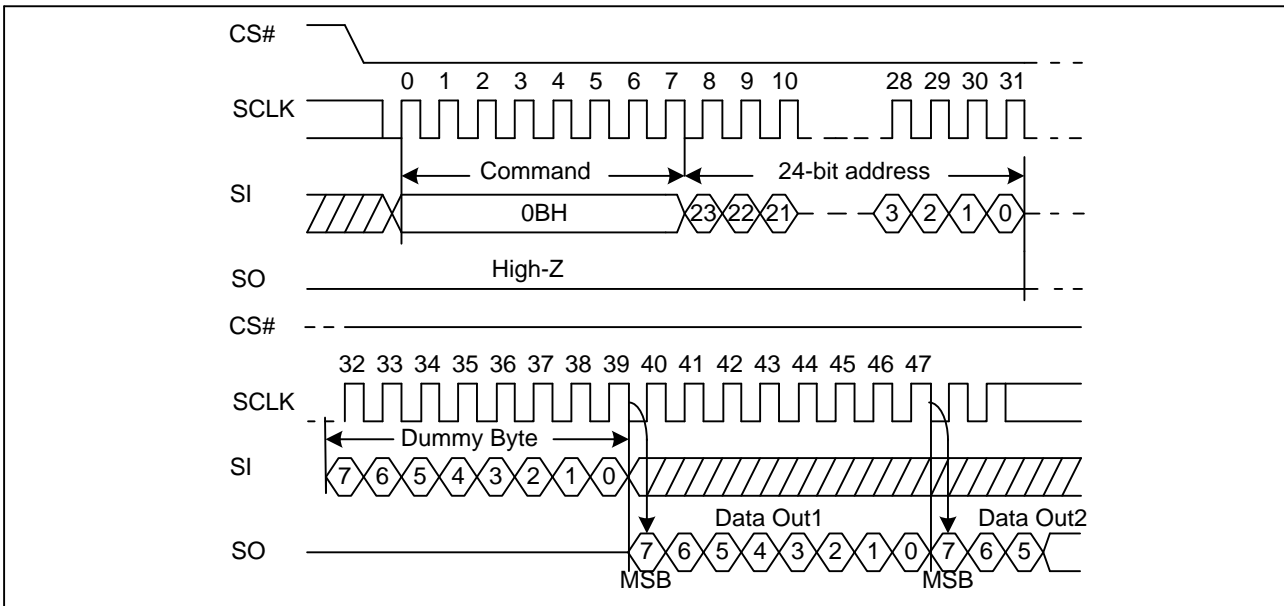 CS#
0 1 2 3 4 5 6 7 8 9 10 28 29 30 31
SCLK
Command 24-bit address
SI
0BH 23 22 21 3 2 1 0
High-Z
SO
CS#
32 33 34 35 36 37 38 39 40 41 42 43 44 45 46 47
SCLK
Dummy Byte
SI
7 6 5 4 3 2 1 0
Data Out1 Data Out2
SO
7 6 5 4 3 2 1 0 7 6 5
MSB MSB